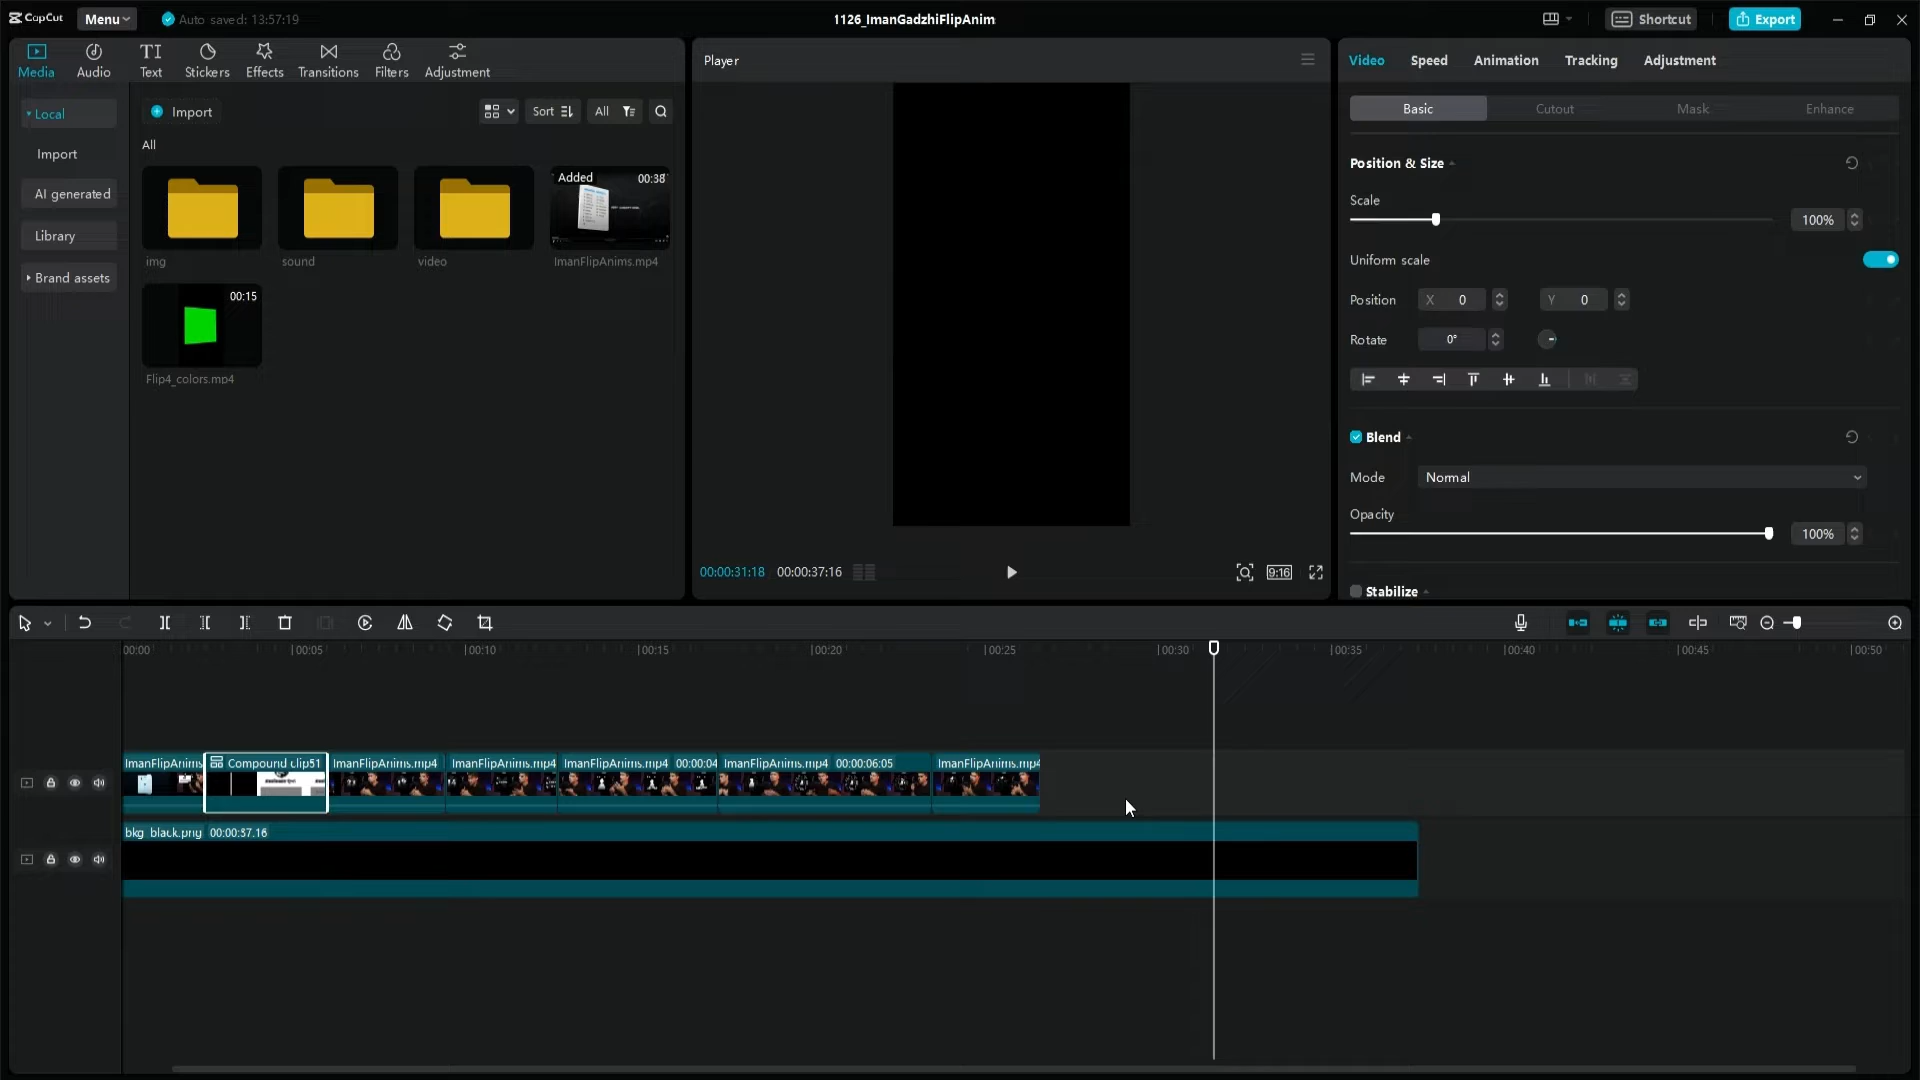 CapCut Menu Auto saved: 13:57:19 1126_ImanGadzhiFlipAnim Shortcut Export
Media Audio Text Stickers Effects Transitions Filters Adjustment
Local
Import
AI generated
Library
Brand assets
Import Sort All
All
img
sound
video
Added 00:38
ImanFlipAnims.mp4
00:15
Flip4_colors.mp4
Player
00:00:31:18 00:00:37:16 9:16
Video Speed Animation Tracking Adjustment
Basic Cutout Mask Enhance
Position & Size
Scale
100%
Uniform scale
Position X 0 Y 0
Rotate 0°
Blend
Mode Normal
Opacity
100%
Stabilize
00:00 00:05 00:10 00:15 00:20 00:25 00:30 00:35 00:40 00:45 00:50
ImanFlipAnims Compound clip51 ImanFlipAnims.mp4 ImanFlipAnims.mp4 ImanFlipAnims.mp4 00:00:04 ImanFlipAnims.mp4 00:00:06:05 ImanFlipAnims.mp4
bkg_black.png 00:00:37:16